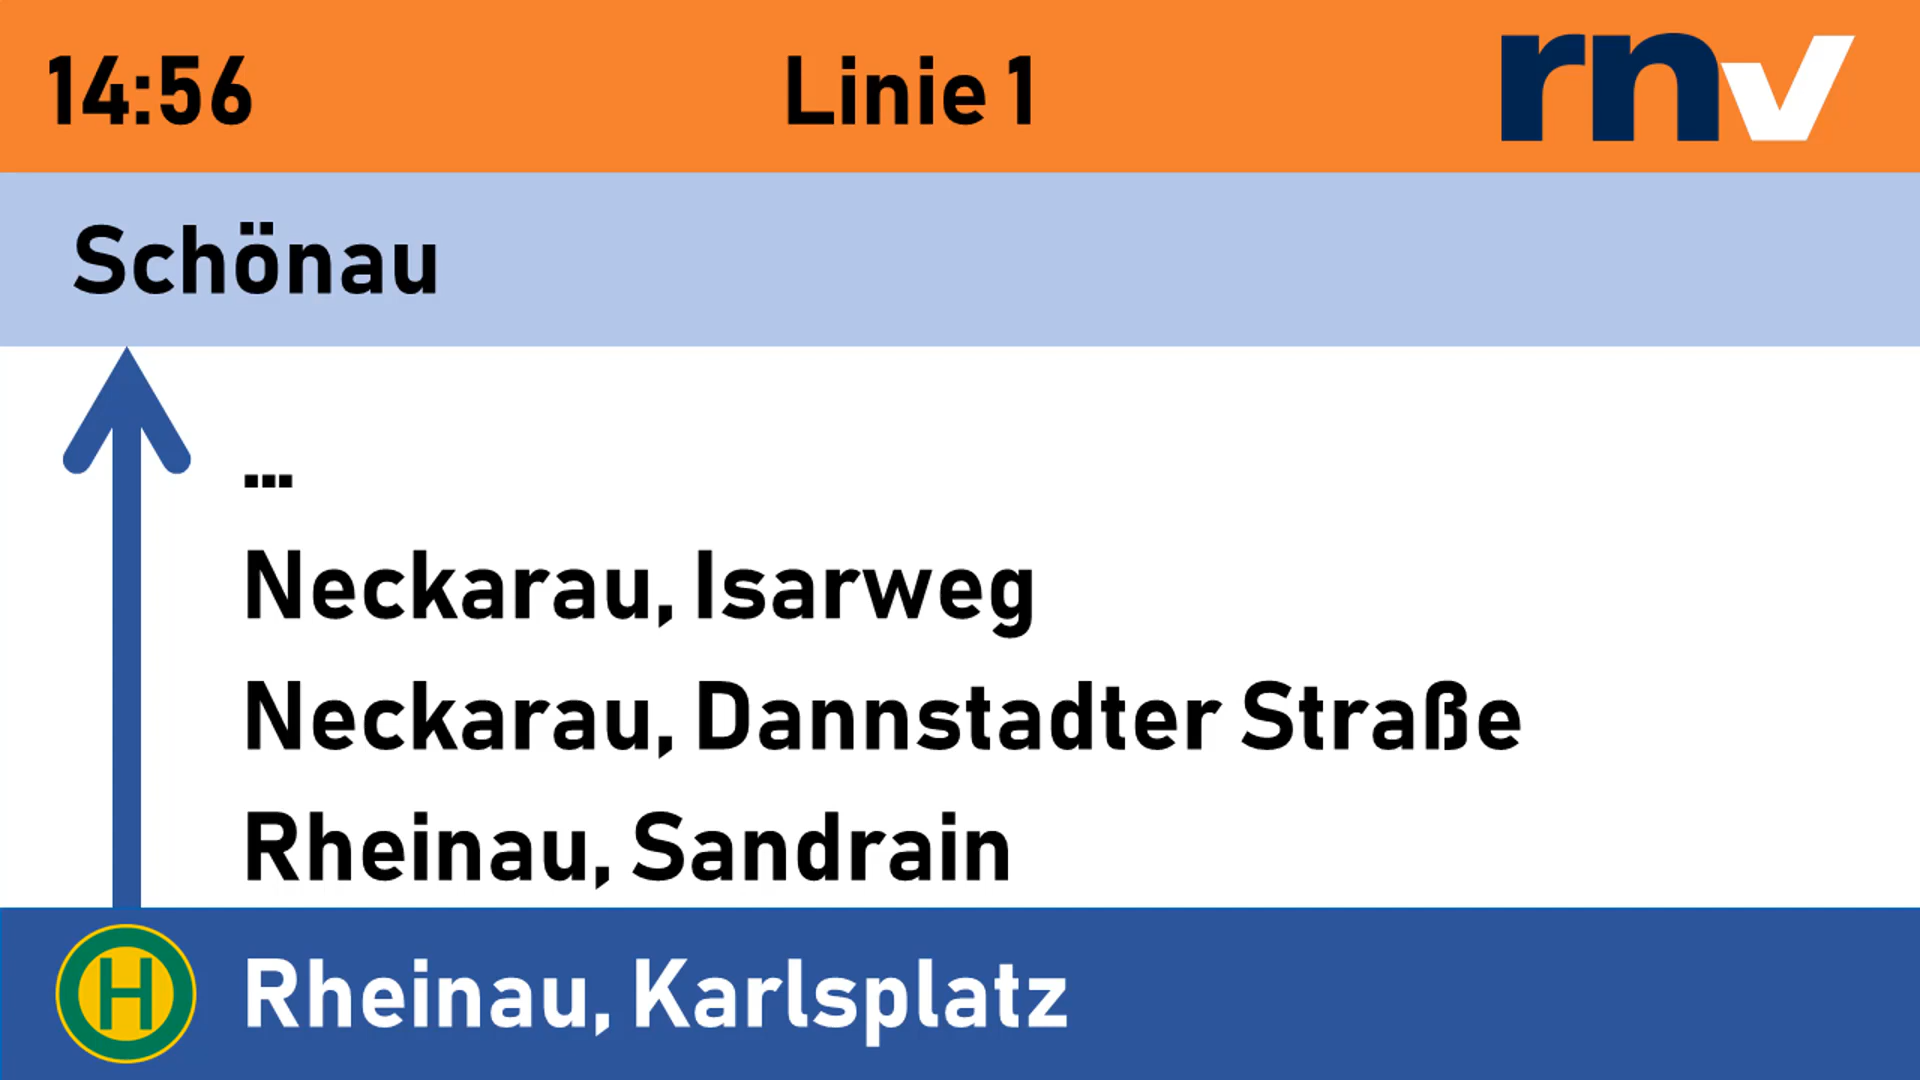 14:56 Linie 1 rnv
Schönau
...
Neckarau, Isarweg
Neckarau, Dannstadter Straße
Rheinau, Sandrain
H Rheinau, Karlsplatz